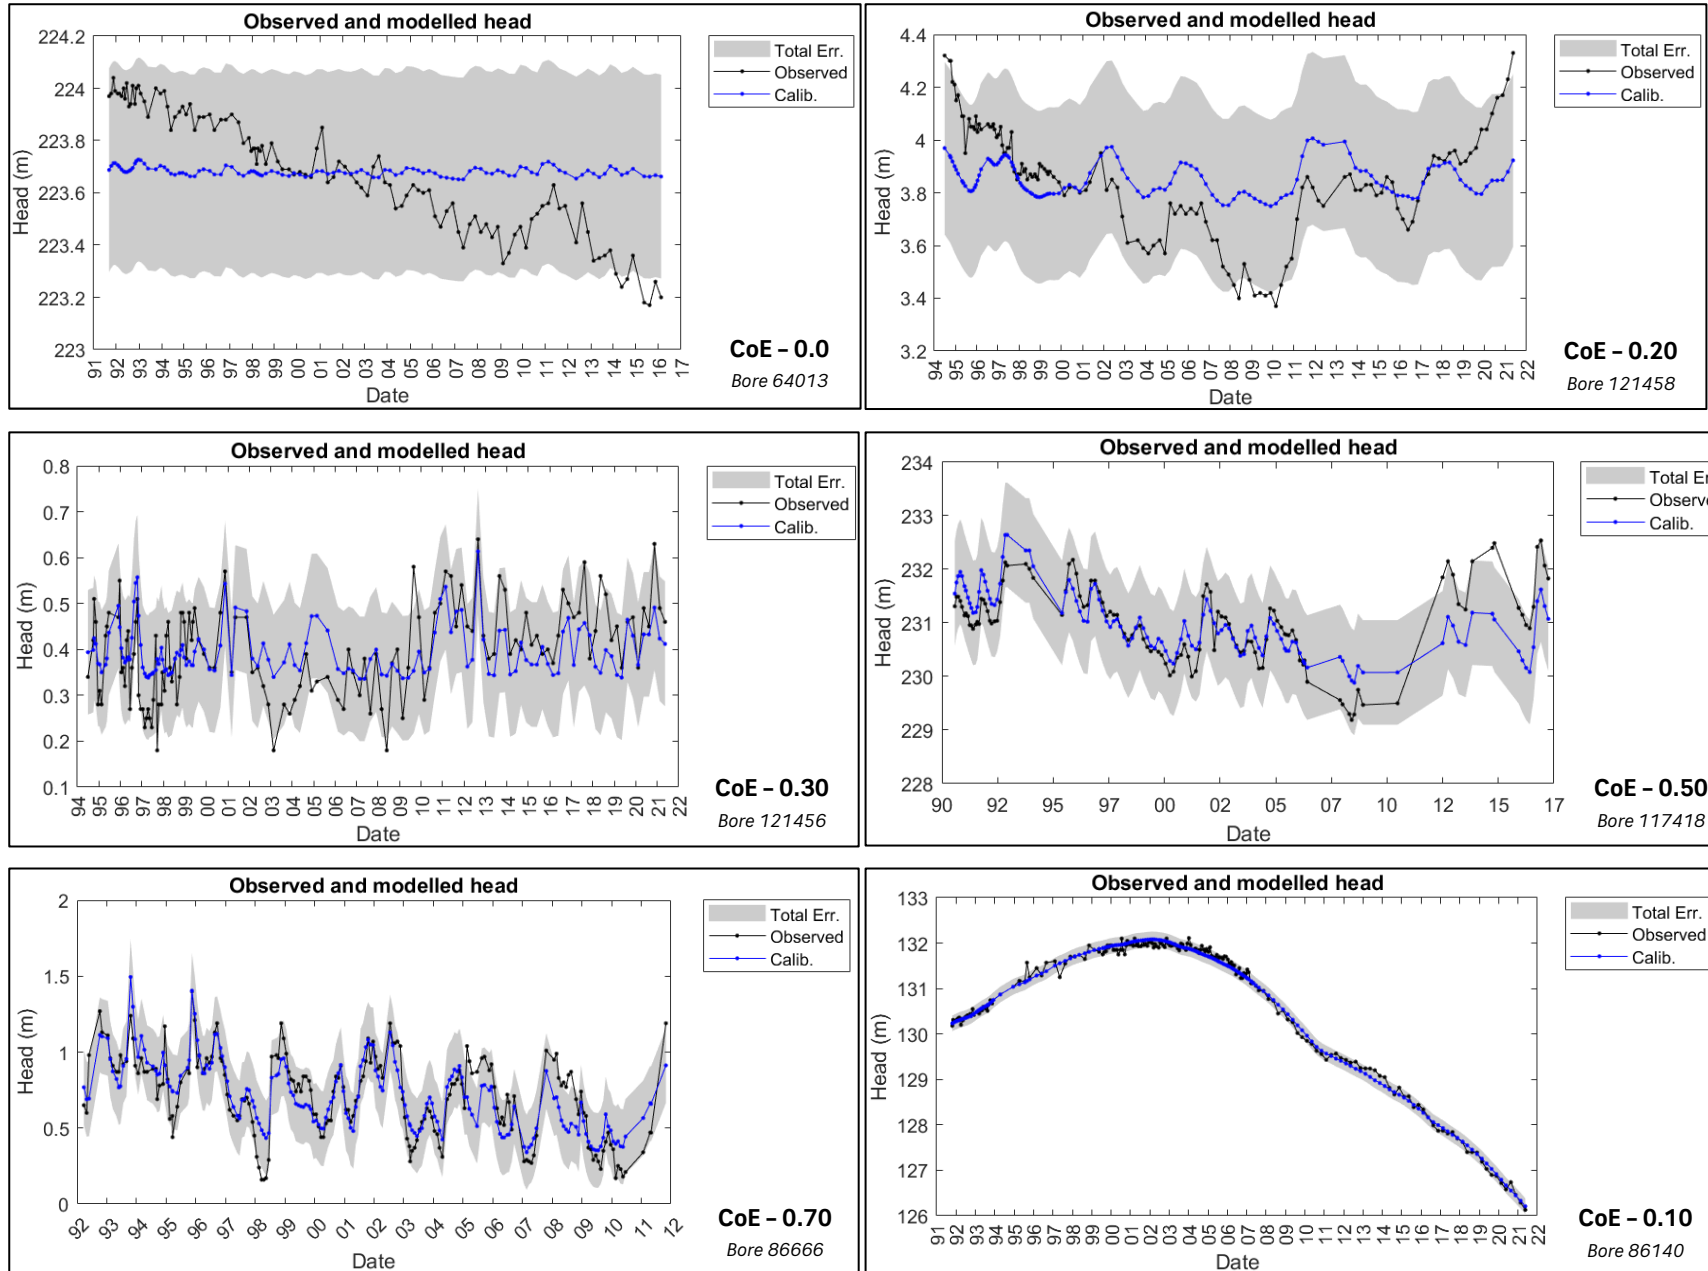 Observed and modelled head
224.2
224
223.8
223.6
223.4
223.2
223
Head (m)
91 92 93 94 94 95 96 97 98 98 99 00 01 02 03 03 04 05 06 07 08 08 09 10 11 12 13 14 15 16 17
Date
Total Err.
Observed
Calib.
CoE – 0.0
Bore 64013
Observed and modelled head
4.4
4.2
4
3.8
3.6
3.4
3.2
Head (m)
94 95 95 96 98 99 99 00 02 03 04 05 06 07 08 09 10 11 12 13 14 15 16 17 18 19 20 21 22
Date
Total Err.
Observed
Calib.
CoE – 0.20
Bore 121458
Observed and modelled head
0.8
0.7
0.6
0.5
0.4
0.3
0.2
0.1
Head (m)
94 95 96 97 98 99 00 01 02 03 04 05 06 07 08 09 10 11 12 13 14 15 17 18 19 20 21 22
Date
Total Err.
Observed
Calib.
CoE – 0.30
Bore 121456
Observed and modelled head
234
233
232
231
230
229
228
Head (m)
90 92 95 97 00 02 05 07 10 12 15 17
Date
Total Er
Observe
Calib.
CoE – 0.50
Bore 117418
Observed and modelled head
2
1.5
1
0.5
0
Head (m)
92 93 94 95 96 97 98 99 00 01 02 03 04 05 06 07 08 09 10 11 12
Date
Total Err.
Observed
Calib.
CoE – 0.70
Bore 86666
Observed and modelled head
133
132
131
130
129
128
127
126
Head (m)
91 92 93 94 95 96 97 98 99 00 01 02 03 04 05 06 07 08 09 10 11 12 13 14 15 16 17 18 19 20 21 22
Date
Total Err.
Observed
Calib.
CoE – 0.10
Bore 86140